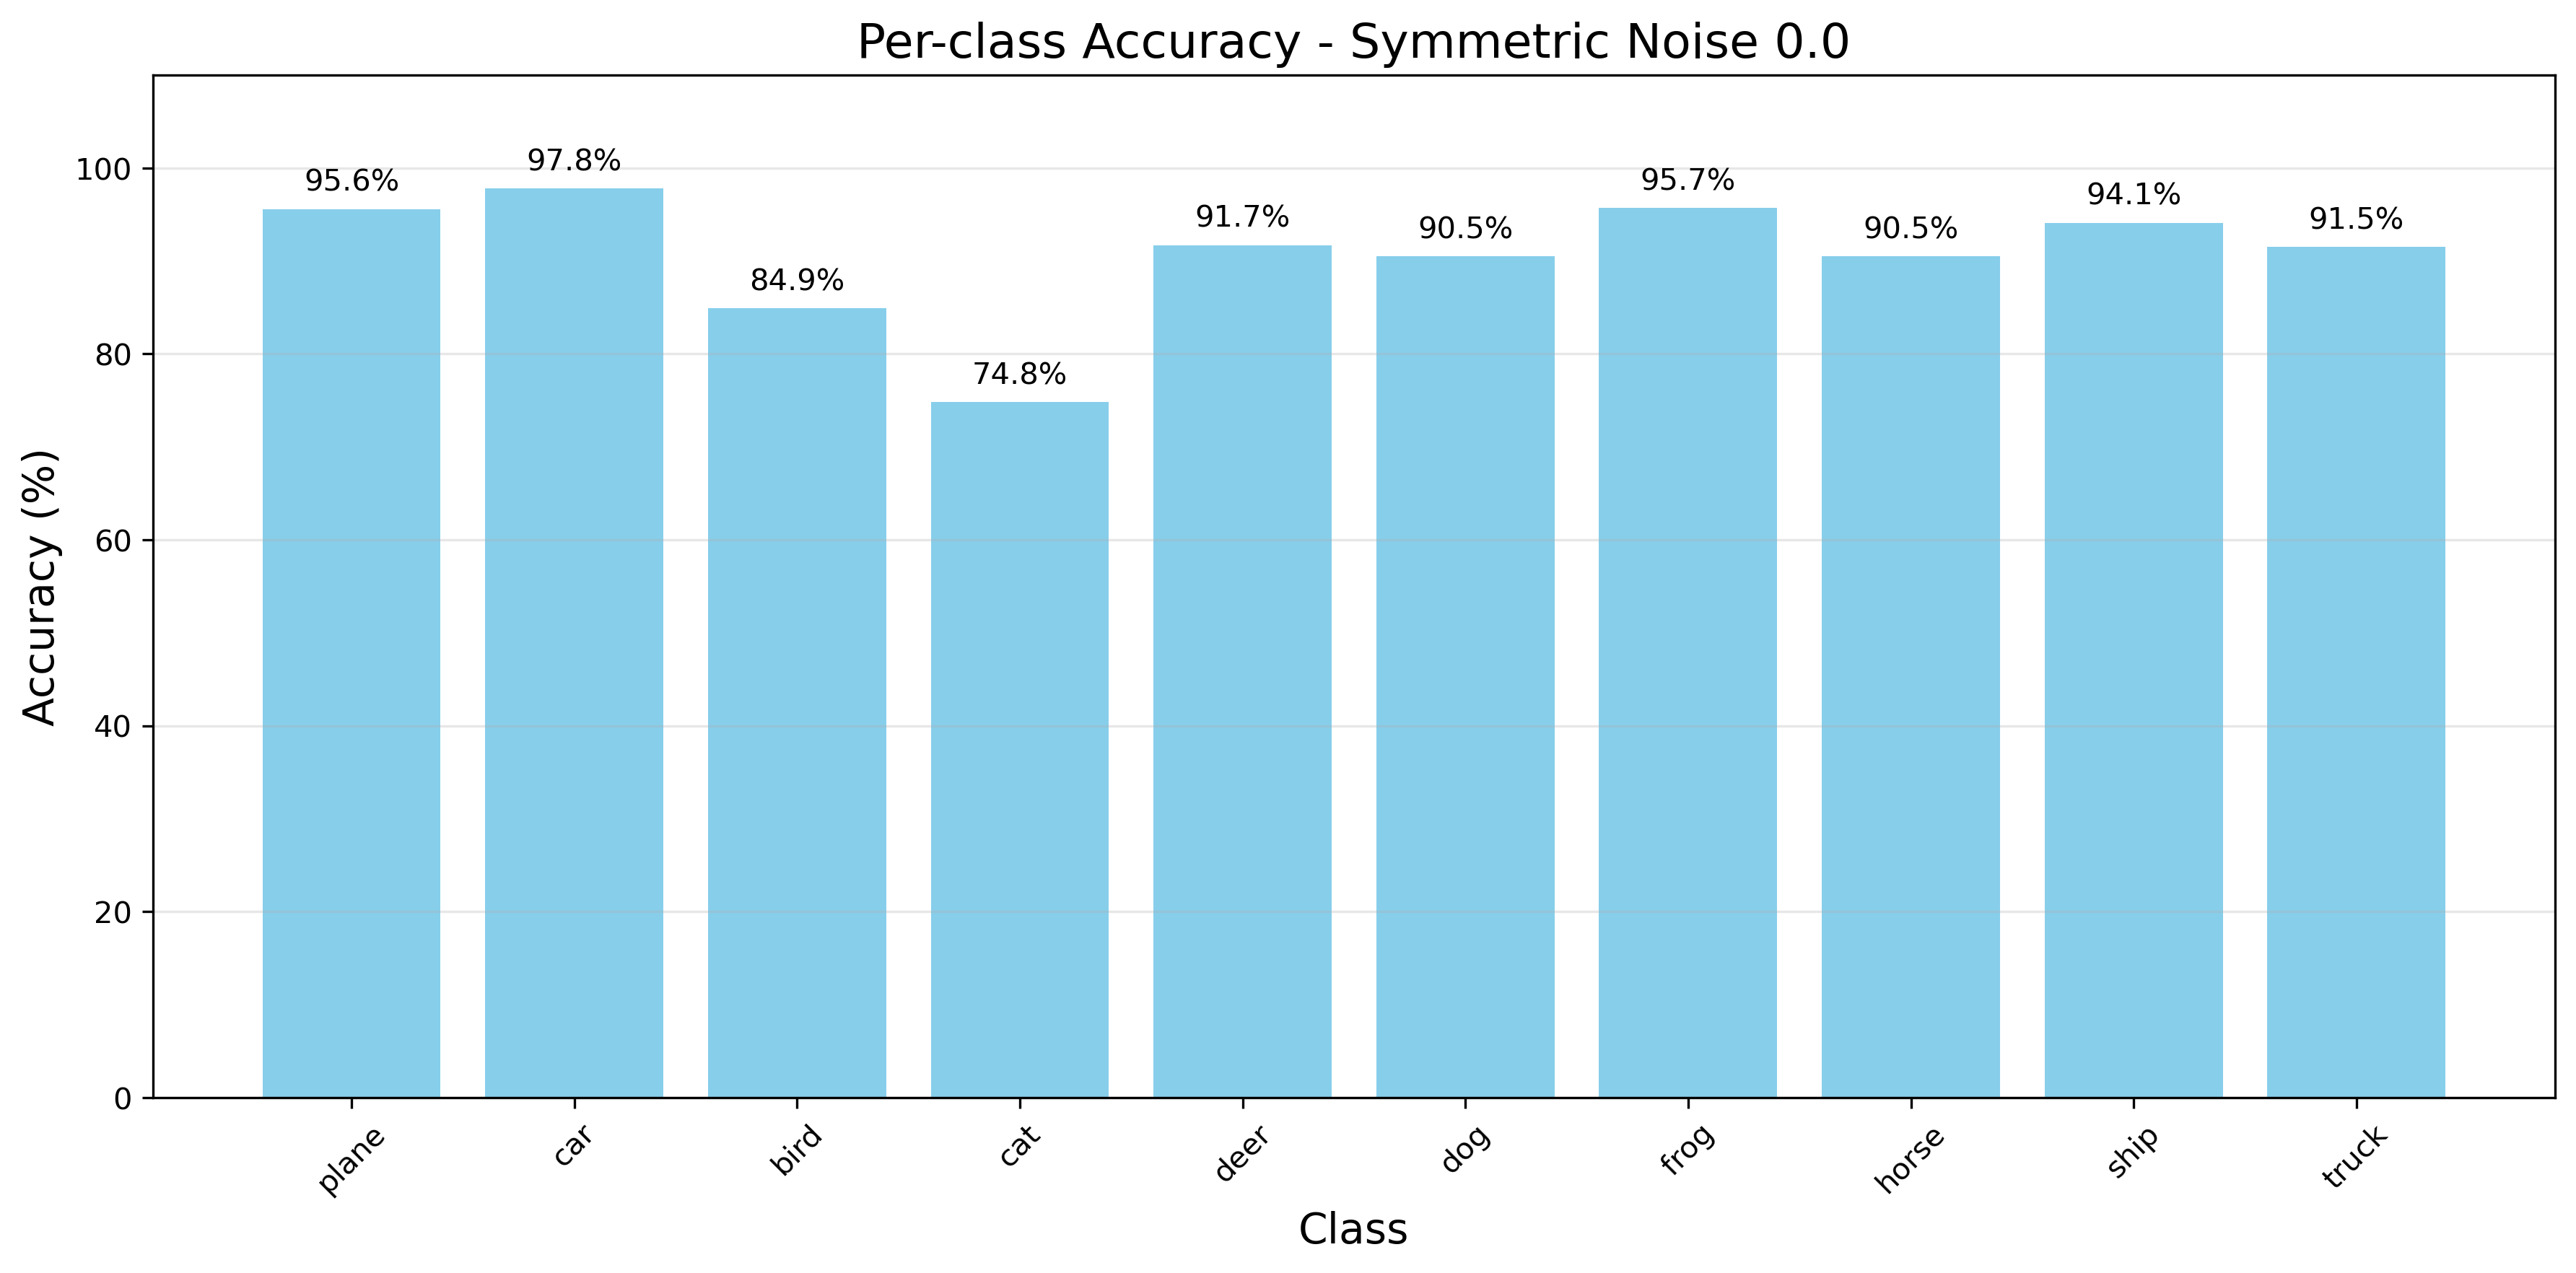 Per-class Accuracy - Symmetric Noise 0.0
Accuracy (%)
100
80
60
40
20
0
95.6%
97.8%
84.9%
74.8%
91.7%
90.5%
95.7%
90.5%
94.1%
91.5%
plane
car
bird
cat
deer
dog
frog
horse
ship
truck
Class